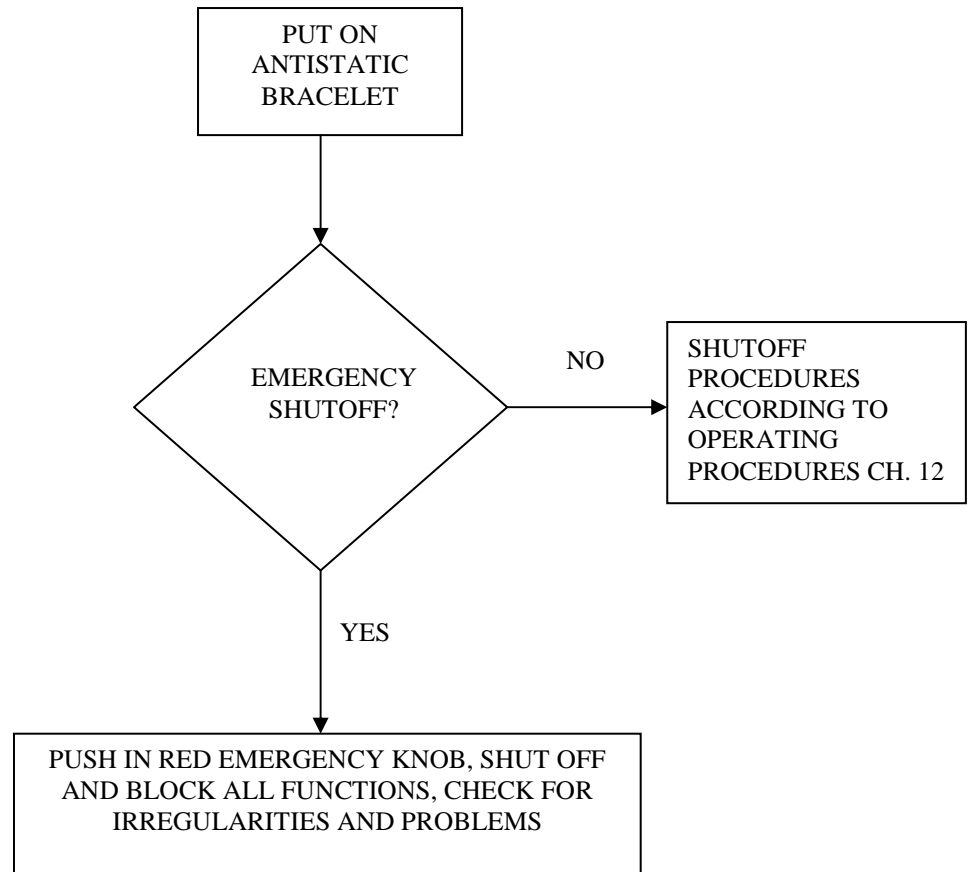 PUT ON
ANTISTATIC
BRACELET
EMERGENCY
SHUTOFF?
NO
SHUTOFF
PROCEDURES
ACCORDING TO
OPERATING
PROCEDURES CH. 12
YES
PUSH IN RED EMERGENCY KNOB, SHUT OFF
AND BLOCK ALL FUNCTIONS, CHECK FOR
IRREGULARITIES AND PROBLEMS